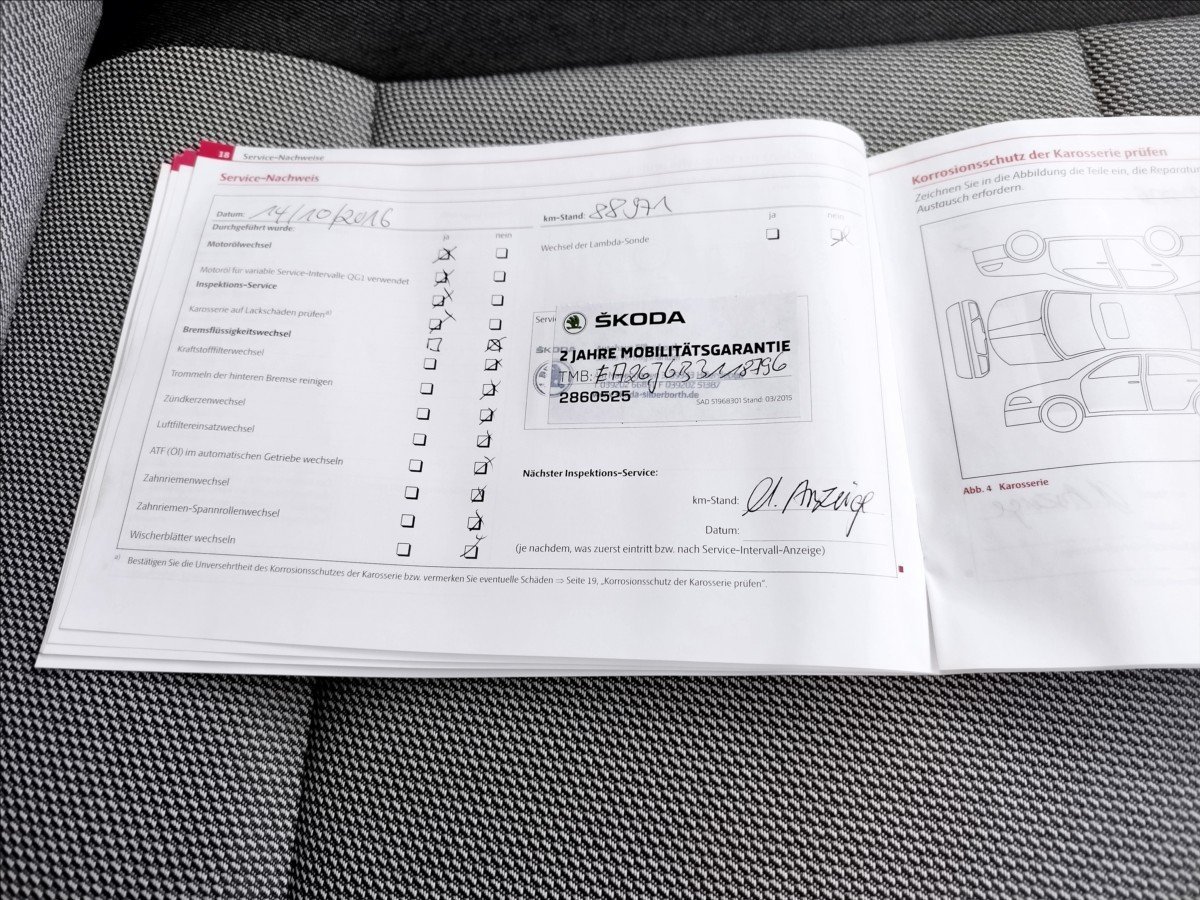 18 Service-Nachweise
Service-Nachweis
Datum: 14/10/2016
km-Stand: 88971
Durchgeführt wurde:
ja nein
ja nein
Motorölwechsel
Wechsel der Lambda-Sonde
Motoröl für variable Service-Intervalle QG1 verwendet
Inspektions-Service
Karosserie auf Lackschäden prüfen a)
Bremsflüssigkeitswechsel
Kraftstofffilterwechsel
Trommeln der hinteren Bremse reinigen
Zündkerzenwechsel
Luftfiltereinsatzwechsel
ATF (Öl) im automatischen Getriebe wechseln
Zahnriemenwechsel
Zahnriemen-Spannrollenwechsel
Wischerblätter wechseln
ŠKODA
2 JAHRE MOBILITÄTSGARANTIE
TMB:
2860525
SAD 51968301 Stand: 03/2015
Nächster Inspektions-Service:
km-Stand: lt. Anzeige
Datum:
(je nachdem, was zuerst eintritt bzw. nach Service-Intervall-Anzeige)
a) Bestätigen Sie die Unversehrtheit des Korrosionsschutzes der Karosserie bzw. vermerken Sie eventuelle Schäden ⇒ Seite 19, „Korrosionsschutz der Karosserie prüfen“.
Korrosionsschutz der Karosserie prüfen
Zeichnen Sie in die Abbildung die Teile ein, die
Austausch erfordern.
Abb. 4 Karosserie